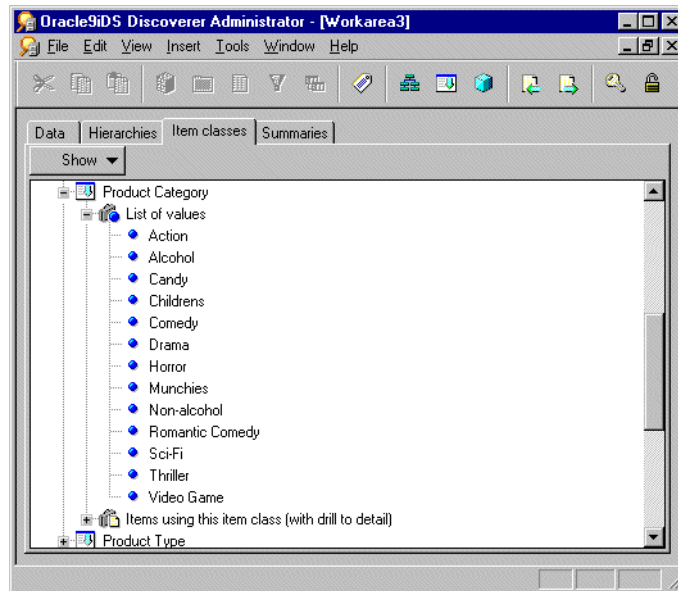 Oracle9iDS Discoverer Administrator - [Workarea3]
File Edit View Insert Tools Window Help
Data Hierarchies Item classes Summaries
Show
Product Category
List of values
Action
Alcohol
Candy
Childrens
Comedy
Drama
Horror
Munchies
Non-alcohol
Romantic Comedy
Sci-Fi
Thriller
Video Game
Items using this item class (with drill to detail)
Product Type